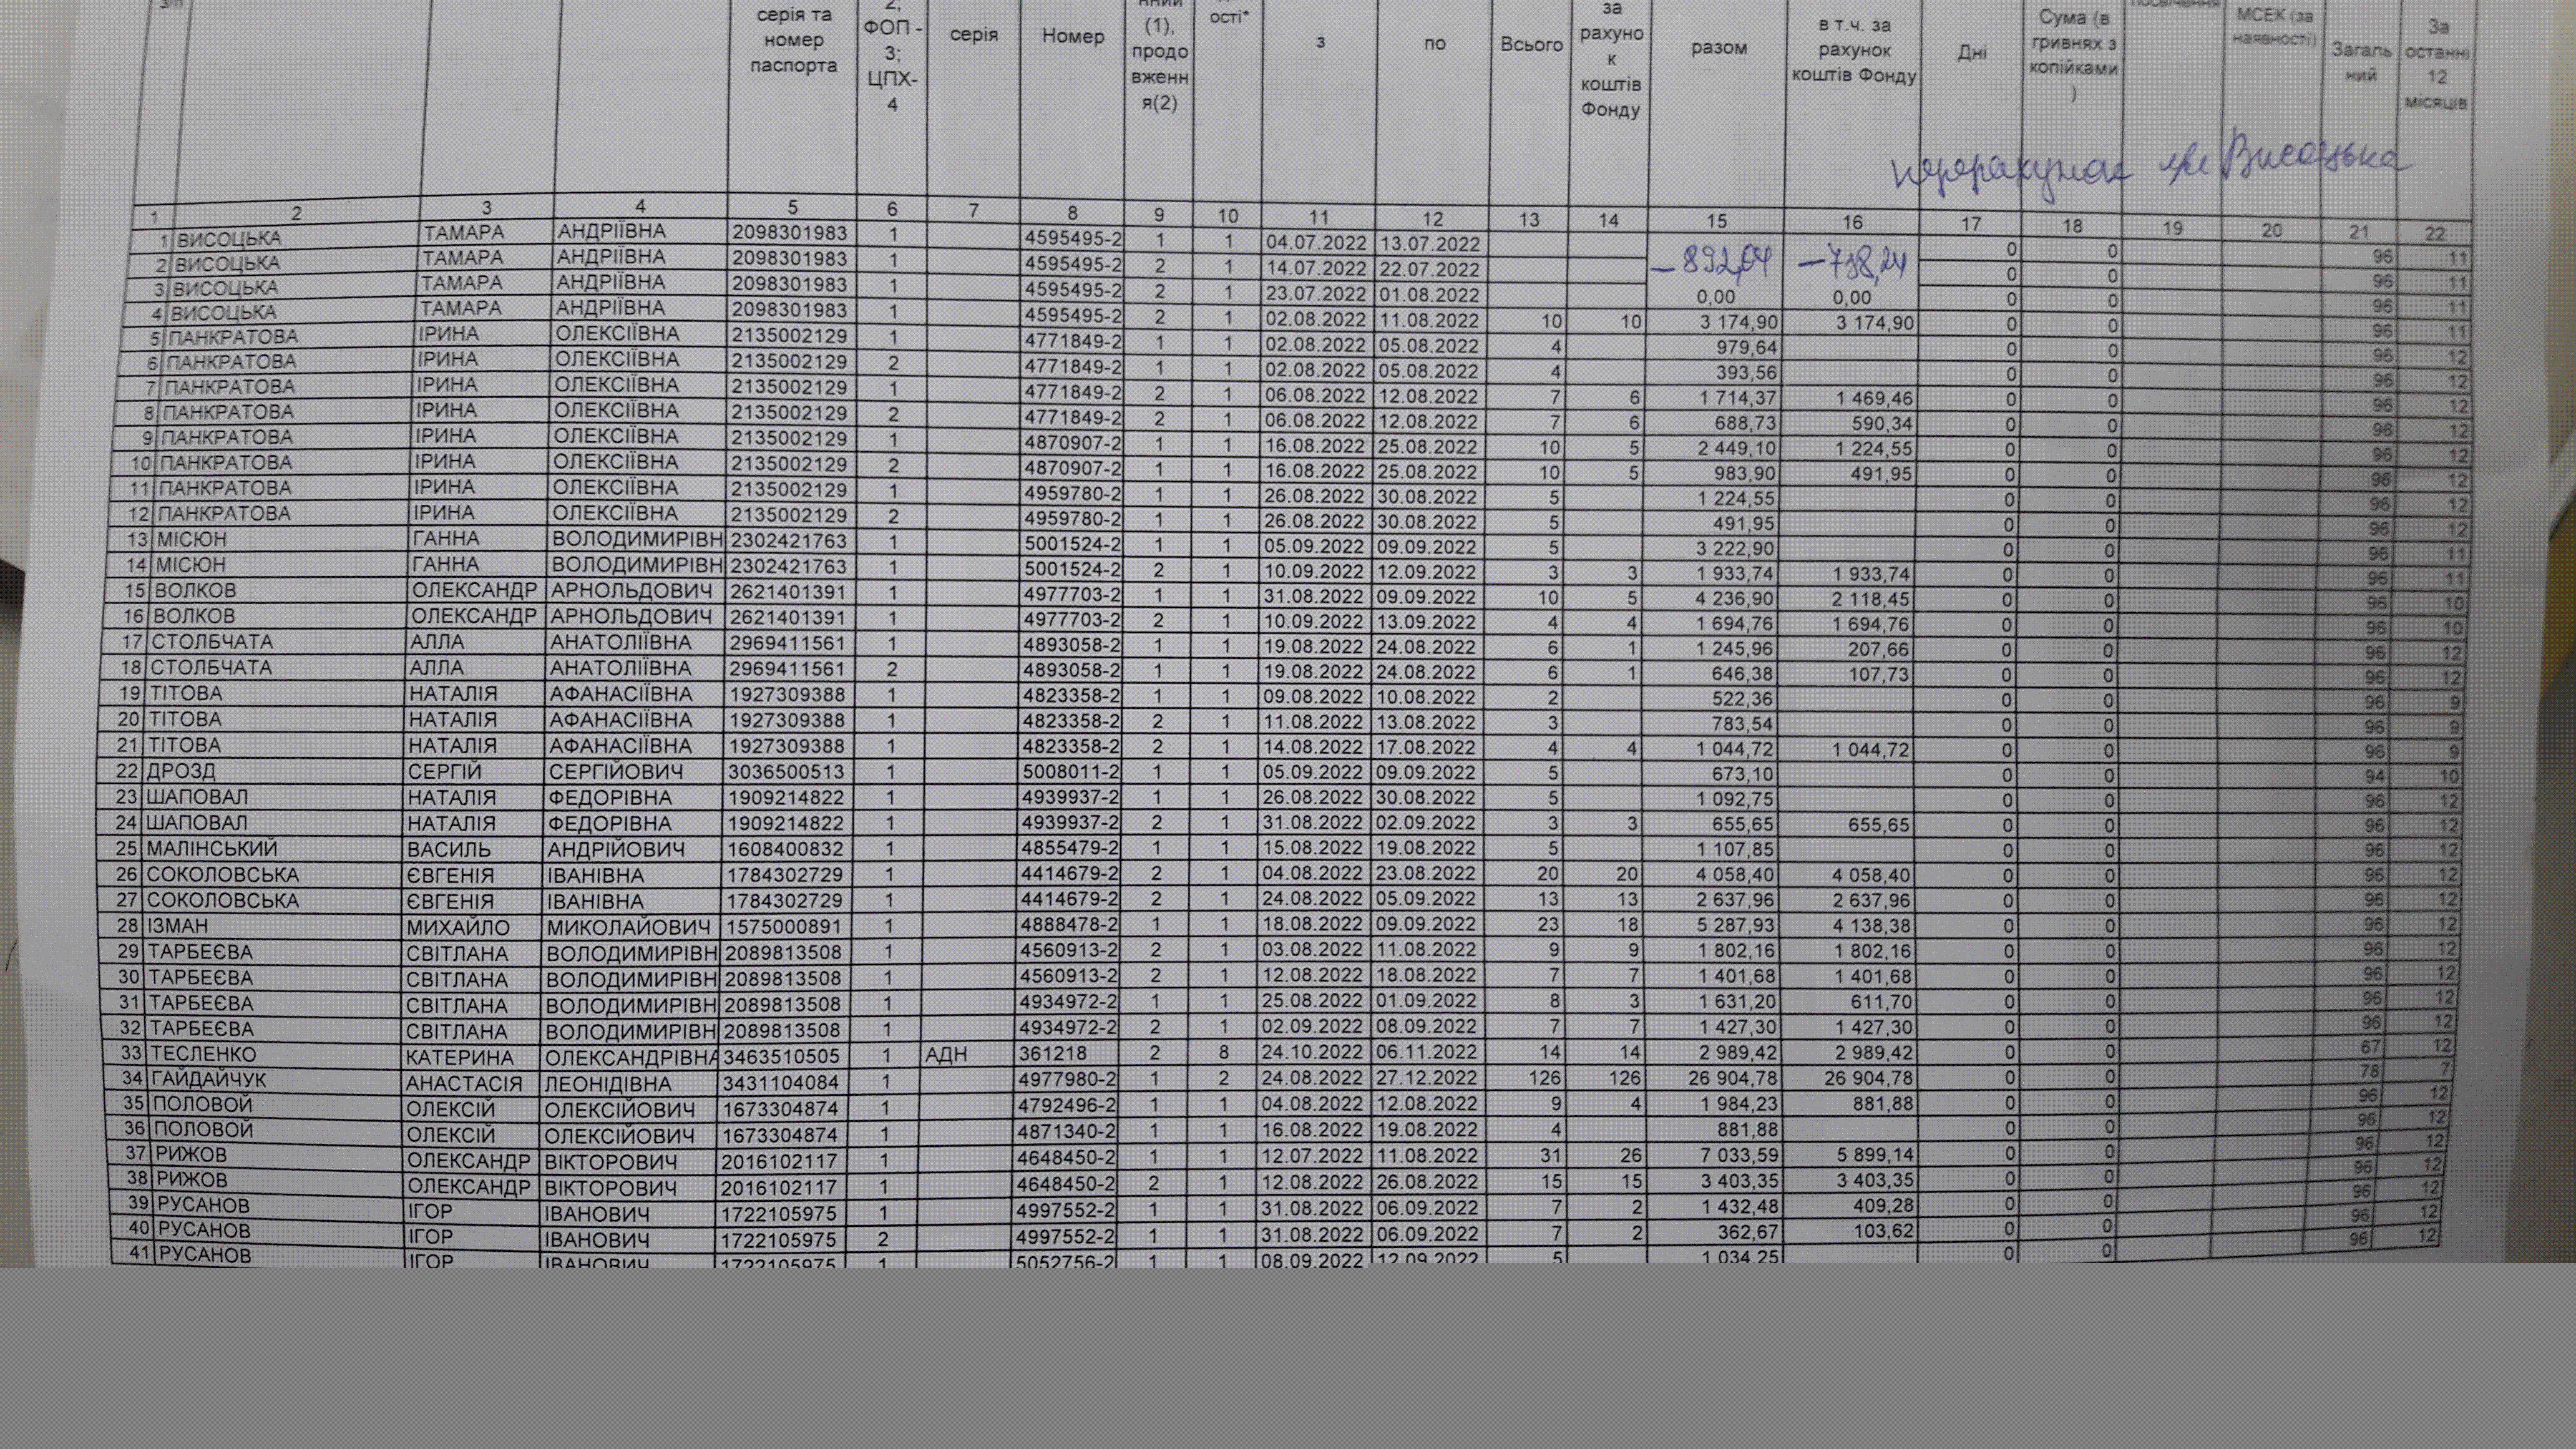 з/п
серія та номер паспорта
2; ФОП - 3; ЦПХ- 4
серія
Номер
(1), продовження(2)
ості*
з
по
Всього
за рахунок коштів Фонду
разом
в т.ч. за рахунок коштів Фонду
Дні
Сума (в гривнях з копійками)
МСЕК (за наявності)
Загальний
За останні 12 місяців
перерахунок Висоцька
1 2 3 4 5 6 7 8 9 10 11 12 13 14 15 16 17 18 19 20 21 22
1 ВИСОЦЬКА ТАМАРА АНДРІЇВНА 2098301983 1 4595495-2 1 1 04.07.2022 13.07.2022 0 0 96 11
2 ВИСОЦЬКА ТАМАРА АНДРІЇВНА 2098301983 1 4595495-2 2 1 14.07.2022 22.07.2022 -892,04 -738,24 0 0 96 11
3 ВИСОЦЬКА ТАМАРА АНДРІЇВНА 2098301983 1 4595495-2 2 1 23.07.2022 01.08.2022 0,00 0,00 0 0 96 11
4 ВИСОЦЬКА ТАМАРА АНДРІЇВНА 2098301983 1 4595495-2 2 1 02.08.2022 11.08.2022 10 10 3 174,90 3 174,90 0 0 96 11
5 ПАНКРАТОВА ІРИНА ОЛЕКСІЇВНА 2135002129 1 4771849-2 1 1 02.08.2022 05.08.2022 4 979,64 0 0 96 12
6 ПАНКРАТОВА ІРИНА ОЛЕКСІЇВНА 2135002129 2 4771849-2 1 1 02.08.2022 05.08.2022 4 393,56 0 0 96 12
7 ПАНКРАТОВА ІРИНА ОЛЕКСІЇВНА 2135002129 1 4771849-2 2 1 06.08.2022 12.08.2022 7 6 1 714,37 1 469,46 0 0 96 12
8 ПАНКРАТОВА ІРИНА ОЛЕКСІЇВНА 2135002129 2 4771849-2 2 1 06.08.2022 12.08.2022 7 6 688,73 590,34 0 0 96 12
9 ПАНКРАТОВА ІРИНА ОЛЕКСІЇВНА 2135002129 1 4870907-2 1 1 16.08.2022 25.08.2022 10 5 2 449,10 1 224,55 0 0 96 12
10 ПАНКРАТОВА ІРИНА ОЛЕКСІЇВНА 2135002129 2 4870907-2 1 1 16.08.2022 25.08.2022 10 5 983,90 491,95 0 0 96 12
11 ПАНКРАТОВА ІРИНА ОЛЕКСІЇВНА 2135002129 1 4959780-2 1 1 26.08.2022 30.08.2022 5 1 224,55 0 0 96 12
12 ПАНКРАТОВА ІРИНА ОЛЕКСІЇВНА 2135002129 2 4959780-2 1 1 26.08.2022 30.08.2022 5 491,95 0 0 96 12
13 МІСЮН ГАННА ВОЛОДИМИРІВН 2302421763 1 5001524-2 1 1 05.09.2022 09.09.2022 5 3 222,90 0 0 96 11
14 МІСЮН ГАННА ВОЛОДИМИРІВН 2302421763 1 5001524-2 2 1 10.09.2022 12.09.2022 3 3 1 933,74 1 933,74 0 0 96 11
15 ВОЛКОВ ОЛЕКСАНДР АРНОЛЬДОВИЧ 2621401391 1 4977703-2 1 1 31.08.2022 09.09.2022 10 5 4 236,90 2 118,45 0 0 96 10
16 ВОЛКОВ ОЛЕКСАНДР АРНОЛЬДОВИЧ 2621401391 1 4977703-2 2 1 10.09.2022 13.09.2022 4 4 1 694,76 1 694,76 0 0 96 10
17 СТОЛБЧАТА АЛЛА АНАТОЛІЇВНА 2969411561 1 4893058-2 1 1 19.08.2022 24.08.2022 6 1 1 245,96 207,66 0 0 96 12
18 СТОЛБЧАТА АЛЛА АНАТОЛІЇВНА 2969411561 2 4893058-2 1 1 19.08.2022 24.08.2022 6 1 646,38 107,73 0 0 96 12
19 ТІТОВА НАТАЛІЯ АФАНАСІЇВНА 1927309388 1 4823358-2 1 1 09.08.2022 10.08.2022 2 522,36 0 0 96 9
20 ТІТОВА НАТАЛІЯ АФАНАСІЇВНА 1927309388 1 4823358-2 2 1 11.08.2022 13.08.2022 3 783,54 0 0 96 9
21 ТІТОВА НАТАЛІЯ АФАНАСІЇВНА 1927309388 1 4823358-2 2 1 14.08.2022 17.08.2022 4 4 1 044,72 1 044,72 0 0 96 9
22 ДРОЗД СЕРГІЙ СЕРГІЙОВИЧ 3036500513 1 5008011-2 1 1 05.09.2022 09.09.2022 5 673,10 0 0 94 10
23 ШАПОВАЛ НАТАЛІЯ ФЕДОРІВНА 1909214822 1 4939937-2 1 1 26.08.2022 30.08.2022 5 1 092,75 0 0 96 12
24 ШАПОВАЛ НАТАЛІЯ ФЕДОРІВНА 1909214822 1 4939937-2 2 1 31.08.2022 02.09.2022 3 3 655,65 655,65 0 0 96 12
25 МАЛІНСЬКИЙ ВАСИЛЬ АНДРІЙОВИЧ 1608400832 1 4855479-2 1 1 15.08.2022 19.08.2022 5 1 107,85 0 0 96 12
26 СОКОЛОВСЬКА ЄВГЕНІЯ ІВАНІВНА 1784302729 1 4414679-2 2 1 04.08.2022 23.08.2022 20 20 4 058,40 4 058,40 0 0 96 12
27 СОКОЛОВСЬКА ЄВГЕНІЯ ІВАНІВНА 1784302729 1 4414679-2 2 1 24.08.2022 05.09.2022 13 13 2 637,96 2 637,96 0 0 96 12
28 ІЗМАН МИХАЙЛО МИКОЛАЙОВИЧ 1575000891 1 4888478-2 1 1 18.08.2022 09.09.2022 23 18 5 287,93 4 138,38 0 0 96 12
29 ТАРБЕЄВА СВІТЛАНА ВОЛОДИМИРІВН 2089813508 1 4560913-2 2 1 03.08.2022 11.08.2022 9 9 1 802,16 1 802,16 0 0 96 12
30 ТАРБЕЄВА СВІТЛАНА ВОЛОДИМИРІВН 2089813508 1 4560913-2 2 1 12.08.2022 18.08.2022 7 7 1 401,68 1 401,68 0 0 96 12
31 ТАРБЕЄВА СВІТЛАНА ВОЛОДИМИРІВН 2089813508 1 4934972-2 1 1 25.08.2022 01.09.2022 8 3 1 631,20 611,70 0 0 96 12
32 ТАРБЕЄВА СВІТЛАНА ВОЛОДИМИРІВН 2089813508 1 4934972-2 2 1 02.09.2022 08.09.2022 7 7 1 427,30 1 427,30 0 0 96 12
33 ТЕСЛЕНКО КАТЕРИНА ОЛЕКСАНДРІВНА 3463510505 1 АДН 361218 2 8 24.10.2022 06.11.2022 14 14 2 989,42 2 989,42 0 0 67 12
34 ГАЙДАЙЧУК АНАСТАСІЯ ЛЕОНІДІВНА 3431104084 1 4977980-2 1 2 24.08.2022 27.12.2022 126 126 26 904,78 26 904,78 0 0 78 7
35 ПОЛОВОЙ ОЛЕКСІЙ ОЛЕКСІЙОВИЧ 1673304874 1 4792496-2 1 1 04.08.2022 12.08.2022 9 4 1 984,23 881,88 0 0 96 12
36 ПОЛОВОЙ ОЛЕКСІЙ ОЛЕКСІЙОВИЧ 1673304874 1 4871340-2 1 1 16.08.2022 19.08.2022 4 881,88 0 0 96 12
37 РИЖОВ ОЛЕКСАНДР ВІКТОРОВИЧ 2016102117 1 4648450-2 1 1 12.07.2022 11.08.2022 31 26 7 033,59 5 899,14 0 0 96 12
38 РИЖОВ ОЛЕКСАНДР ВІКТОРОВИЧ 2016102117 1 4648450-2 2 1 12.08.2022 26.08.2022 15 15 3 403,35 3 403,35 0 0 96 12
39 РУСАНОВ ІГОР ІВАНОВИЧ 1722105975 1 4997552-2 1 1 31.08.2022 06.09.2022 7 2 1 432,48 409,28 0 0 96 12
40 РУСАНОВ ІГОР ІВАНОВИЧ 1722105975 2 4997552-2 1 1 31.08.2022 06.09.2022 7 2 362,67 103,62 0 0 96 12
41 РУСАНОВ ІГОР ІВАНОВИЧ 1722105975 1 5052756-2 1 1 08.09.2022 12.09.2022 5 1 034,25 0 0 96 12